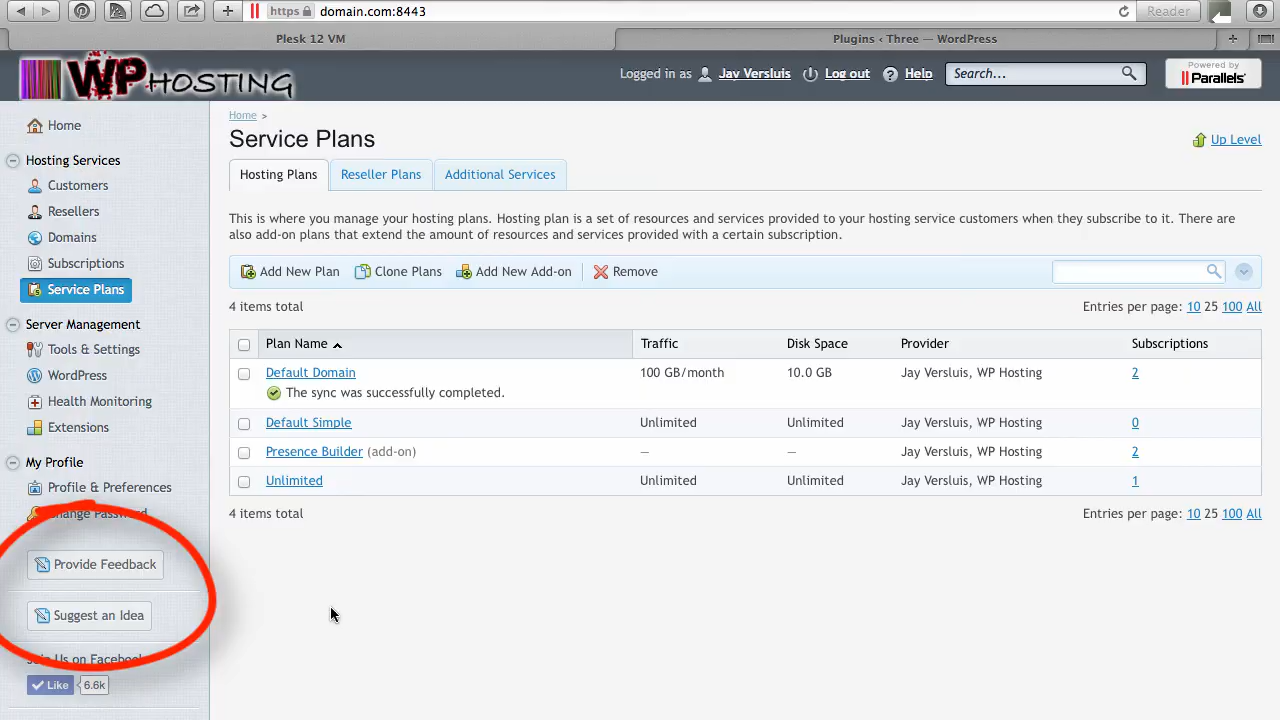 https domain.com:8443 Reader
Plesk 12 VM Plugins ‹ Three — WordPress
WP HOSTING
Logged in as Jay Versluis Log out Help Search... Powered by Parallels
Home
Hosting Services
Customers
Resellers
Domains
Subscriptions
Service Plans
Server Management
Tools & Settings
WordPress
Health Monitoring
Extensions
My Profile
Profile & Preferences
Change Password
Provide Feedback
Suggest an Idea
Join Us on Facebook
Like 6.6k
Home >
Service Plans
Up Level
Hosting Plans Reseller Plans Additional Services
This is where you manage your hosting plans. Hosting plan is a set of resources and services provided to your hosting service customers when they subscribe to it. There are
also add-on plans that extend the amount of resources and services provided with a certain subscription.
Add New Plan Clone Plans Add New Add-on Remove
4 items total Entries per page: 10 25 100 All
Plan Name Traffic Disk Space Provider Subscriptions
Default Domain 100 GB/month 10.0 GB Jay Versluis, WP Hosting 2
The sync was successfully completed.
Default Simple Unlimited Unlimited Jay Versluis, WP Hosting 0
Presence Builder (add-on) — — Jay Versluis, WP Hosting 2
Unlimited Unlimited Unlimited Jay Versluis, WP Hosting 1
4 items total Entries per page: 10 25 100 All